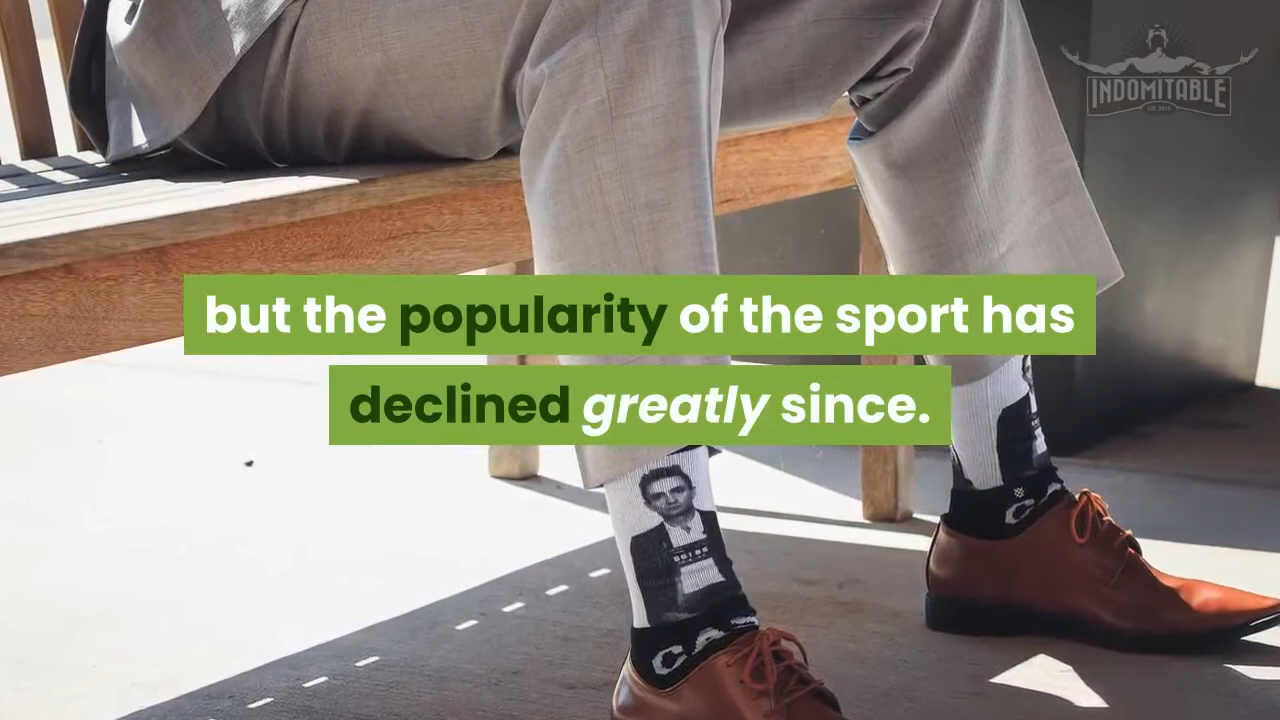 INDOMITABLE
but the popularity of the sport has
declined greatly since.